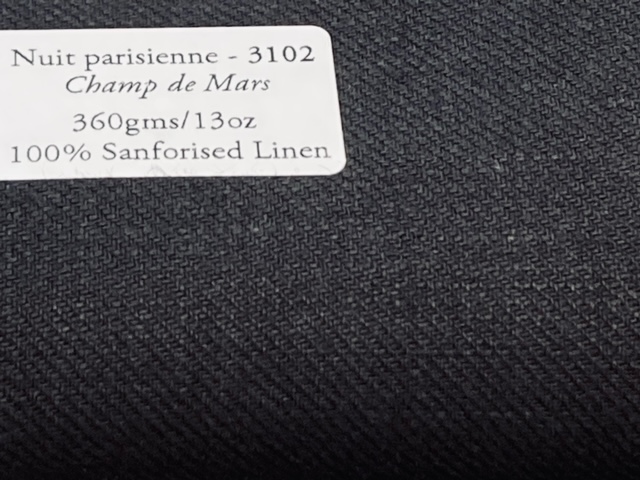 Nuit parisienne - 3102
Champ de Mars
360gms/13oz
100% Sanforised Linen